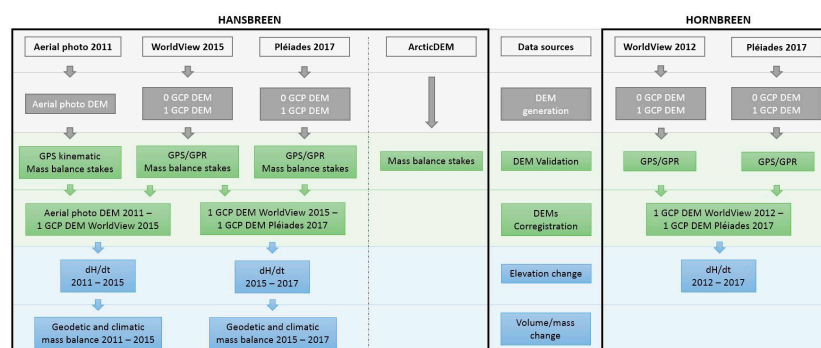 HANSBREEN
HORNBREEN
Aerial photo 2011
WorldView 2015
Pléiades 2017
ArcticDEM
Data sources
WorldView 2012
Pléiades 2017
Aerial photo DEM
0 GCP DEM
1 GCP DEM
0 GCP DEM
1 GCP DEM
DEM
generation
0 GCP DEM
1 GCP DEM
0 GCP DEM
1 GCP DEM
GPS kinematic
Mass balance stakes
GPS/GPR
Mass balance stakes
GPS/GPR
Mass balance stakes
Mass balance stakes
DEM Validation
GPS/GPR
GPS/GPR
Aerial photo DEM 2011 –
1 GCP DEM WorldView 2015
1 GCP DEM WorldView 2015 –
1 GCP DEM Pléiades 2017
DEMs
Corregistration
1 GCP DEM WorldView 2012 –
1 GCP DEM Pléiades 2017
dH/dt
2011 – 2015
dH/dt
2015 – 2017
Elevation change
dH/dt
2012 – 2017
Geodetic and climatic
mass balance 2011 – 2015
Geodetic and climatic
mass balance 2015 – 2017
Volume/mass
change